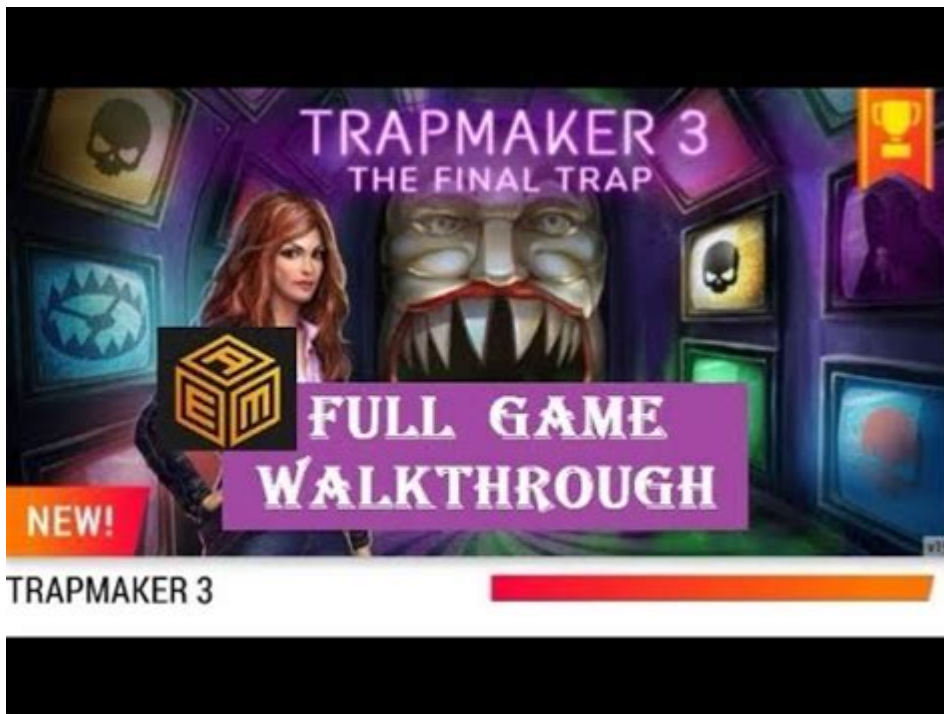 TRAPMAKER 3
THE FINAL TRAP
A
E M
FULL GAME
WALKTHROUGH
NEW!
TRAPMAKER 3